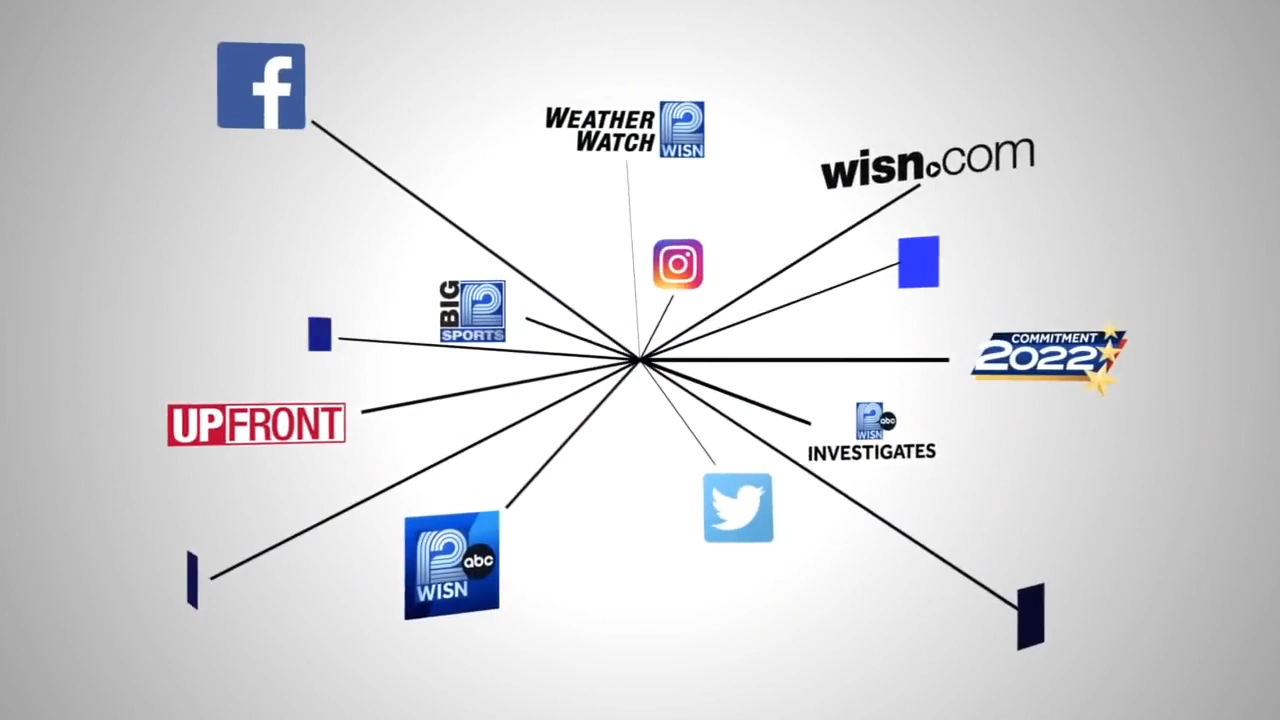 f
WEATHER
WATCH
12
WISN
wisn.com
BIG
12
SPORTS
COMMITMENT
2022
UPFRONT
12
WISN
abc
INVESTIGATES
12
abc
WISN